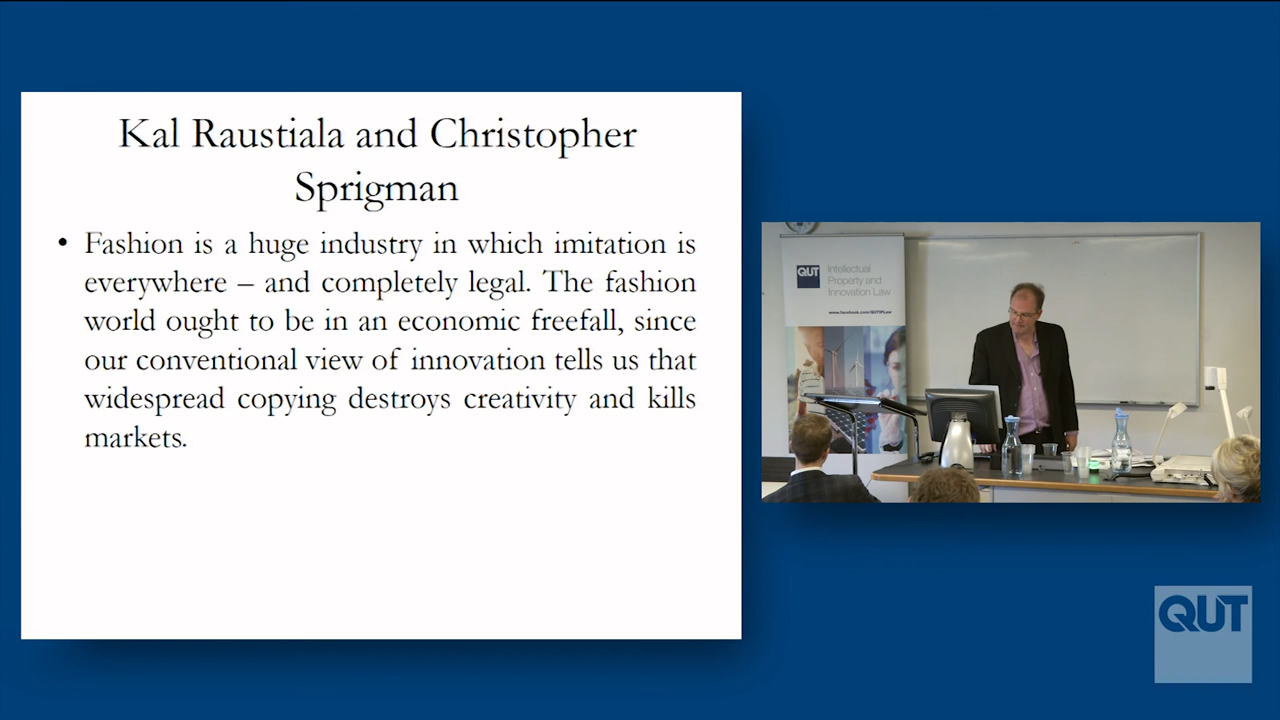 Kal Raustiala and Christopher
Sprigman
• Fashion is a huge industry in which imitation is
everywhere – and completely legal. The fashion
world ought to be in an economic freefall, since
our conventional view of innovation tells us that
widespread copying destroys creativity and kills
markets.
QUT
Intellectual
Property and
Innovation Law
www.facebook.com/QUTIPLaw
QUT